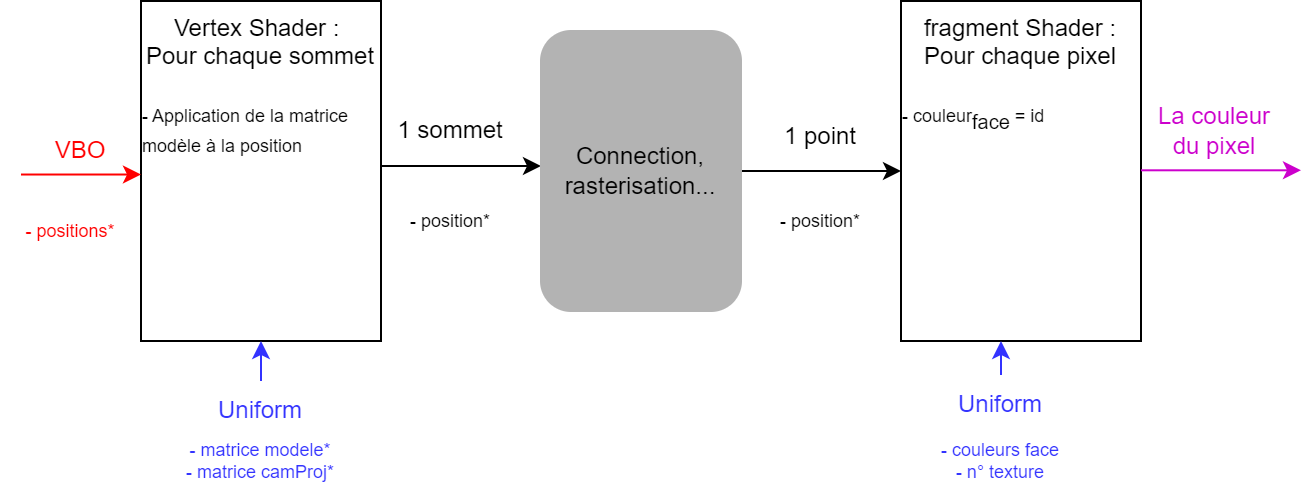 Vertex Shader :
Pour chaque sommet
- Application de la matrice
modèle à la position
VBO
- positions*
Uniform
- matrice modele*
- matrice camProj*
1 sommet
- position*
Connection,
rasterisation...
1 point
- position*
fragment Shader :
Pour chaque pixel
- couleurface = id
Uniform
- couleurs face
- n° texture
La couleur
du pixel